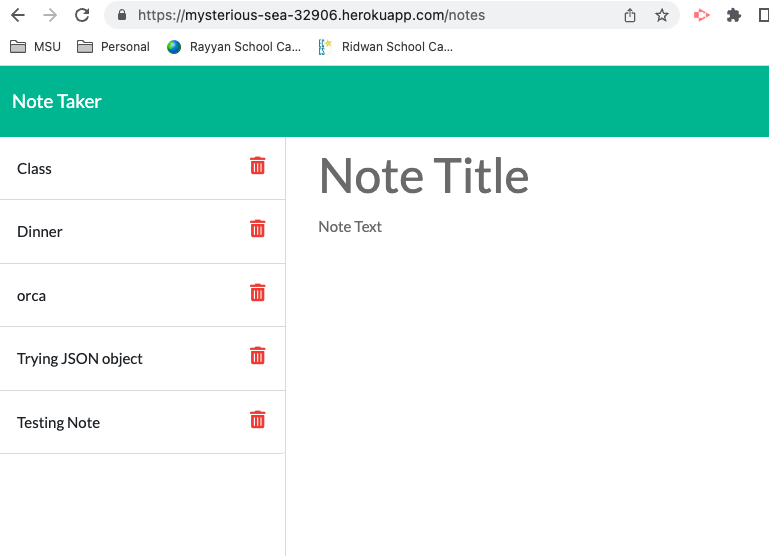 https://mysterious-sea-32906.herokuapp.com/notes
MSU Personal Rayyan School Ca... Ridwan School Ca...
Note Taker
Class
Dinner
orca
Trying JSON object
Testing Note
Note Title
Note Text